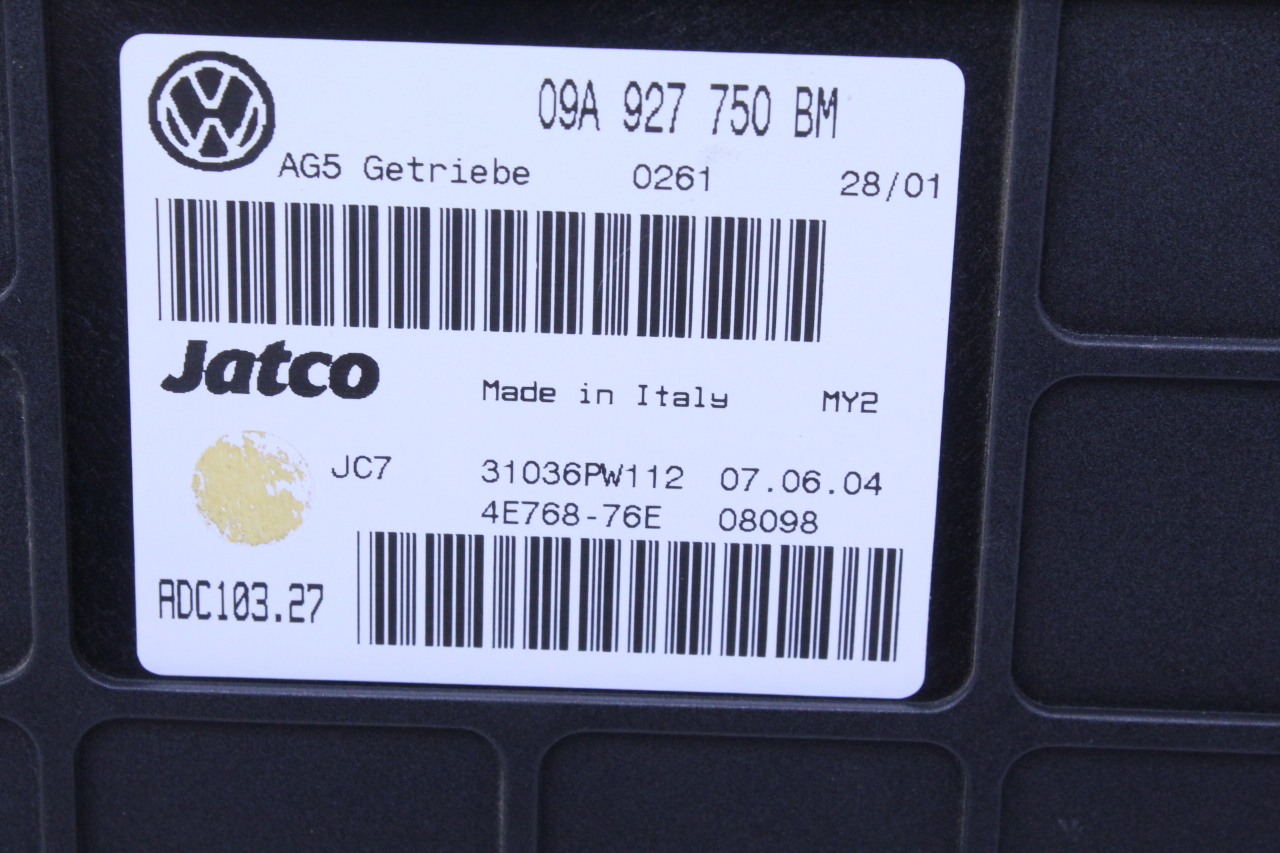 09A 927 750 BM
AG5 Getriebe 0261 28/01
Jatco
Made in Italy MY2
JC7 31036PW112 07.06.04
4E768-76E 08098
ADC103.27